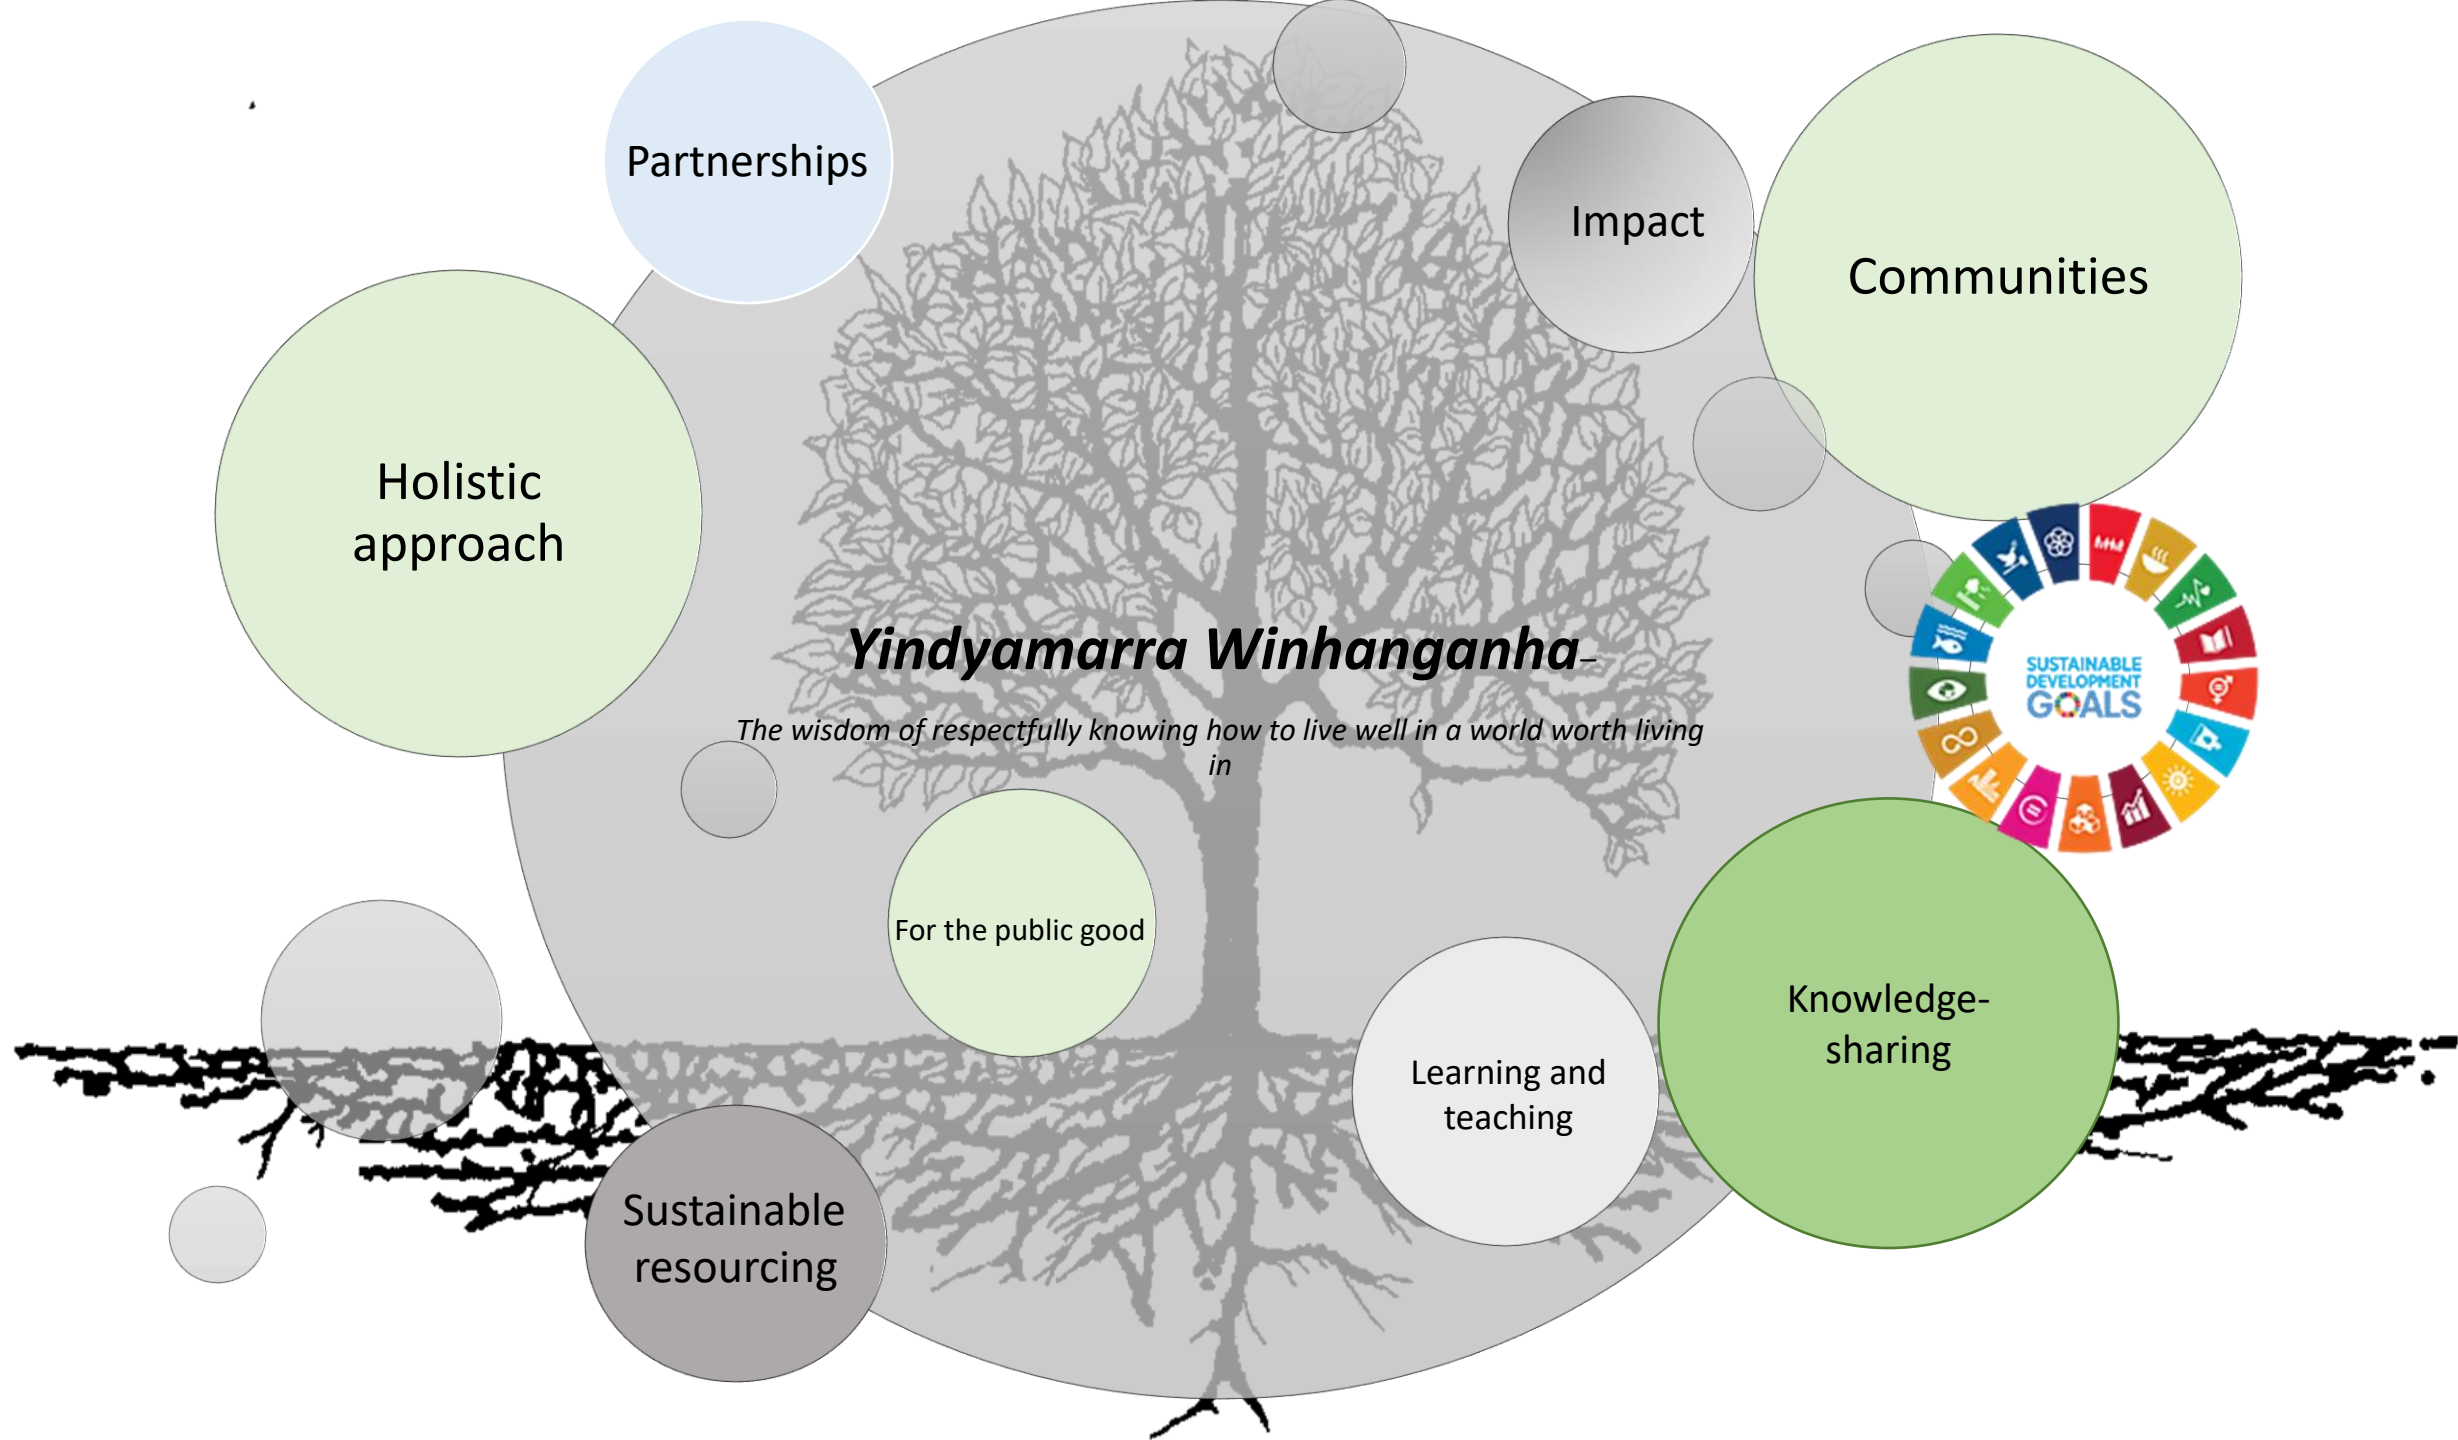 Partnerships
Impact
Communities
Holistic
approach
Yindyamarra Winhanganha–
The wisdom of respectfully knowing how to live well in a world worth living
in
SUSTAINABLE
DEVELOPMENT
GOALS
For the public good
Knowledge-
sharing
Learning and
teaching
Sustainable
resourcing